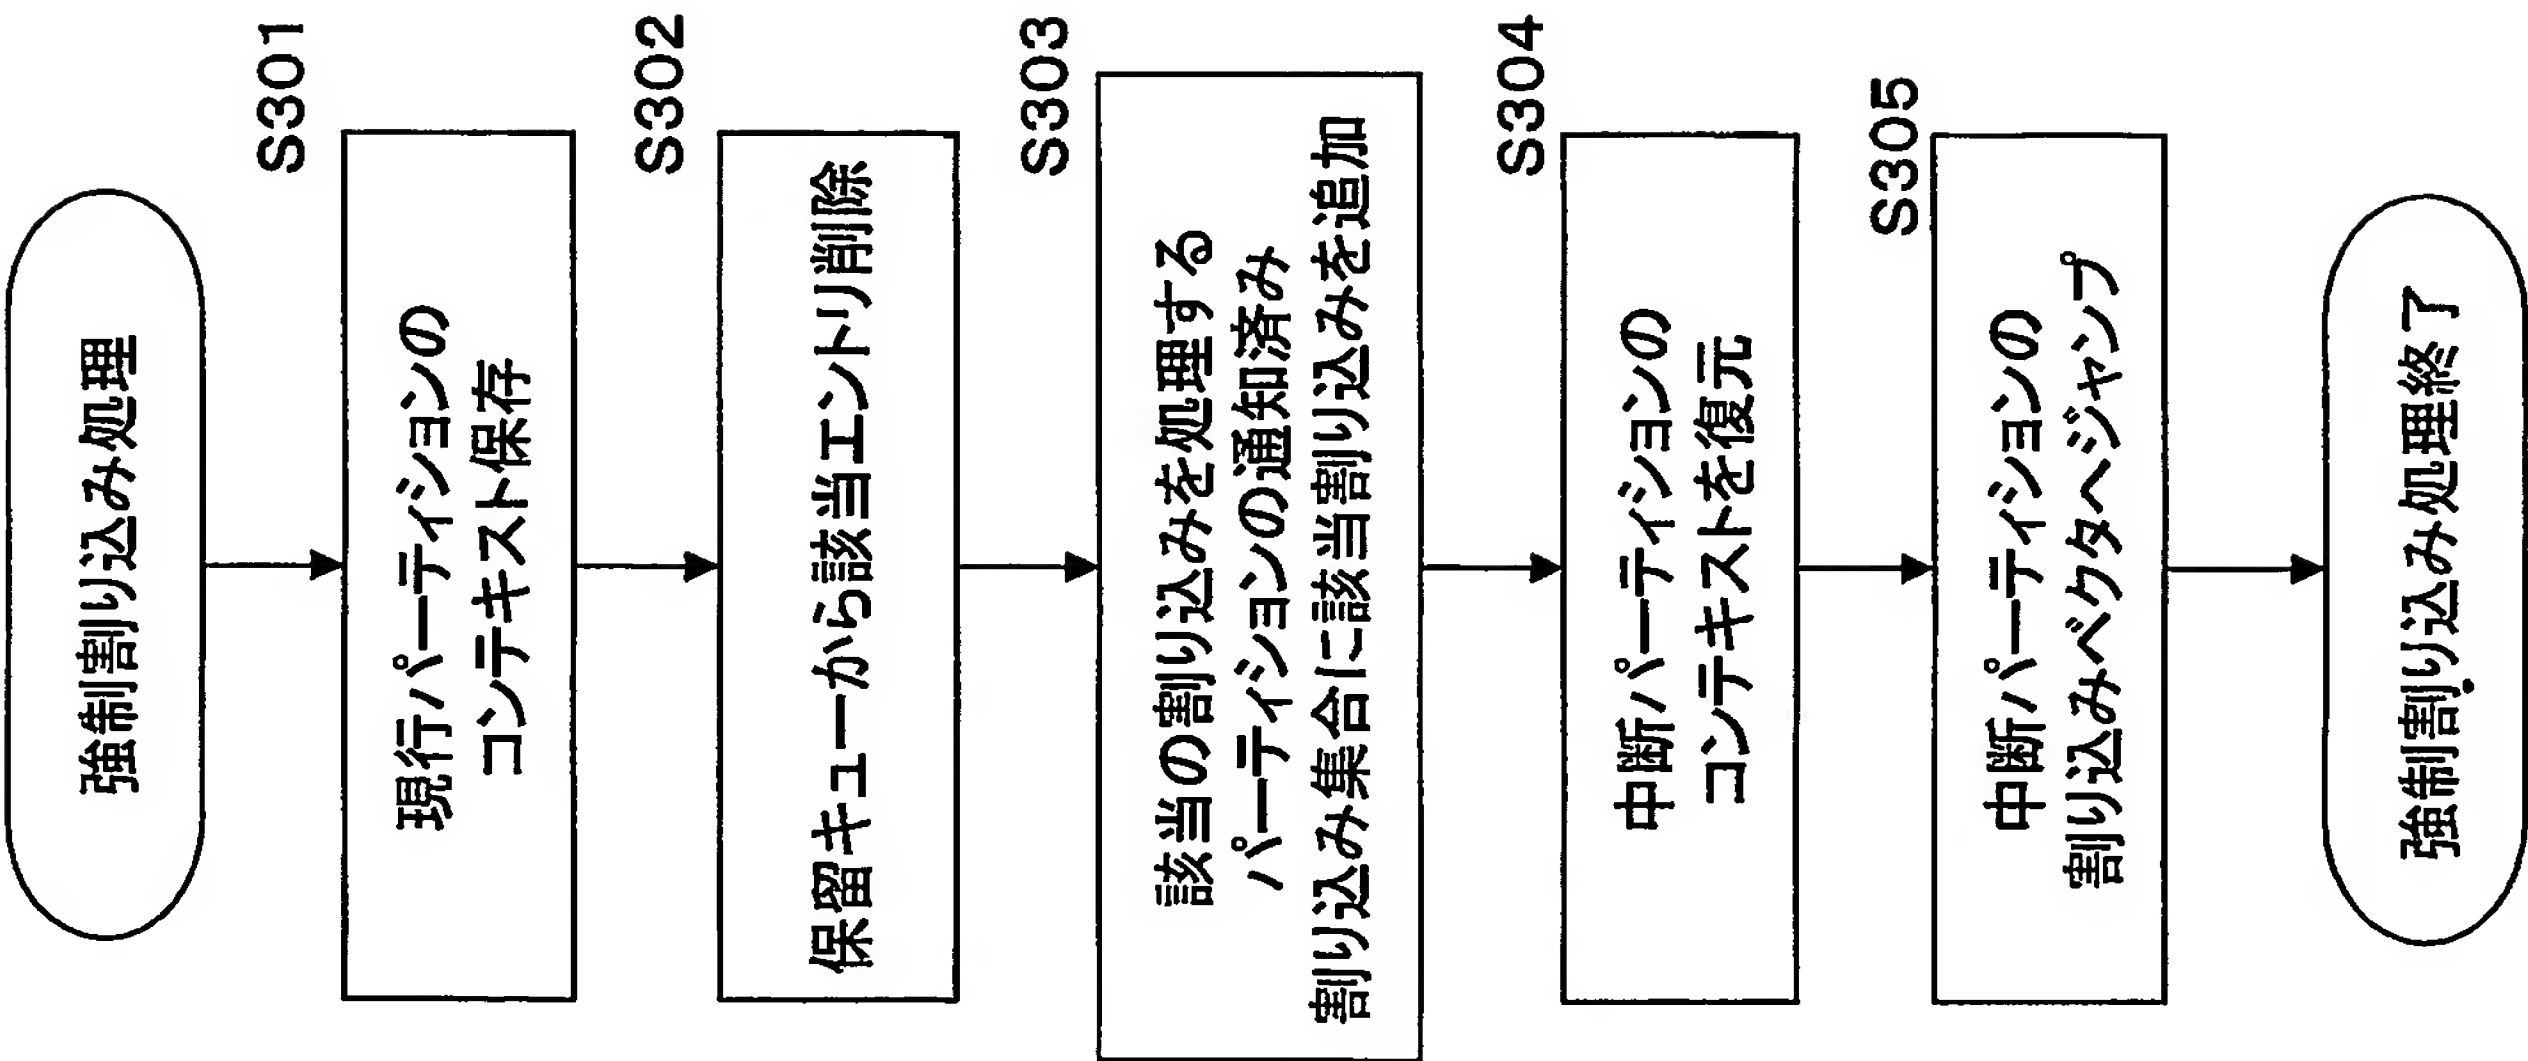 強制割り込み処理
S301
現行パーティションの
コンテキスト保存
S302
保留キューから該当エントリ削除
S303
該当の割り込みを処理する
パーティションの通知済み
割り込み集合に該当割り込みを追加
S304
中断パーティションの
コンテキストを復元
S305
中断パーティションの
割り込みベクタへジャンプ
強制割り込み処理終了